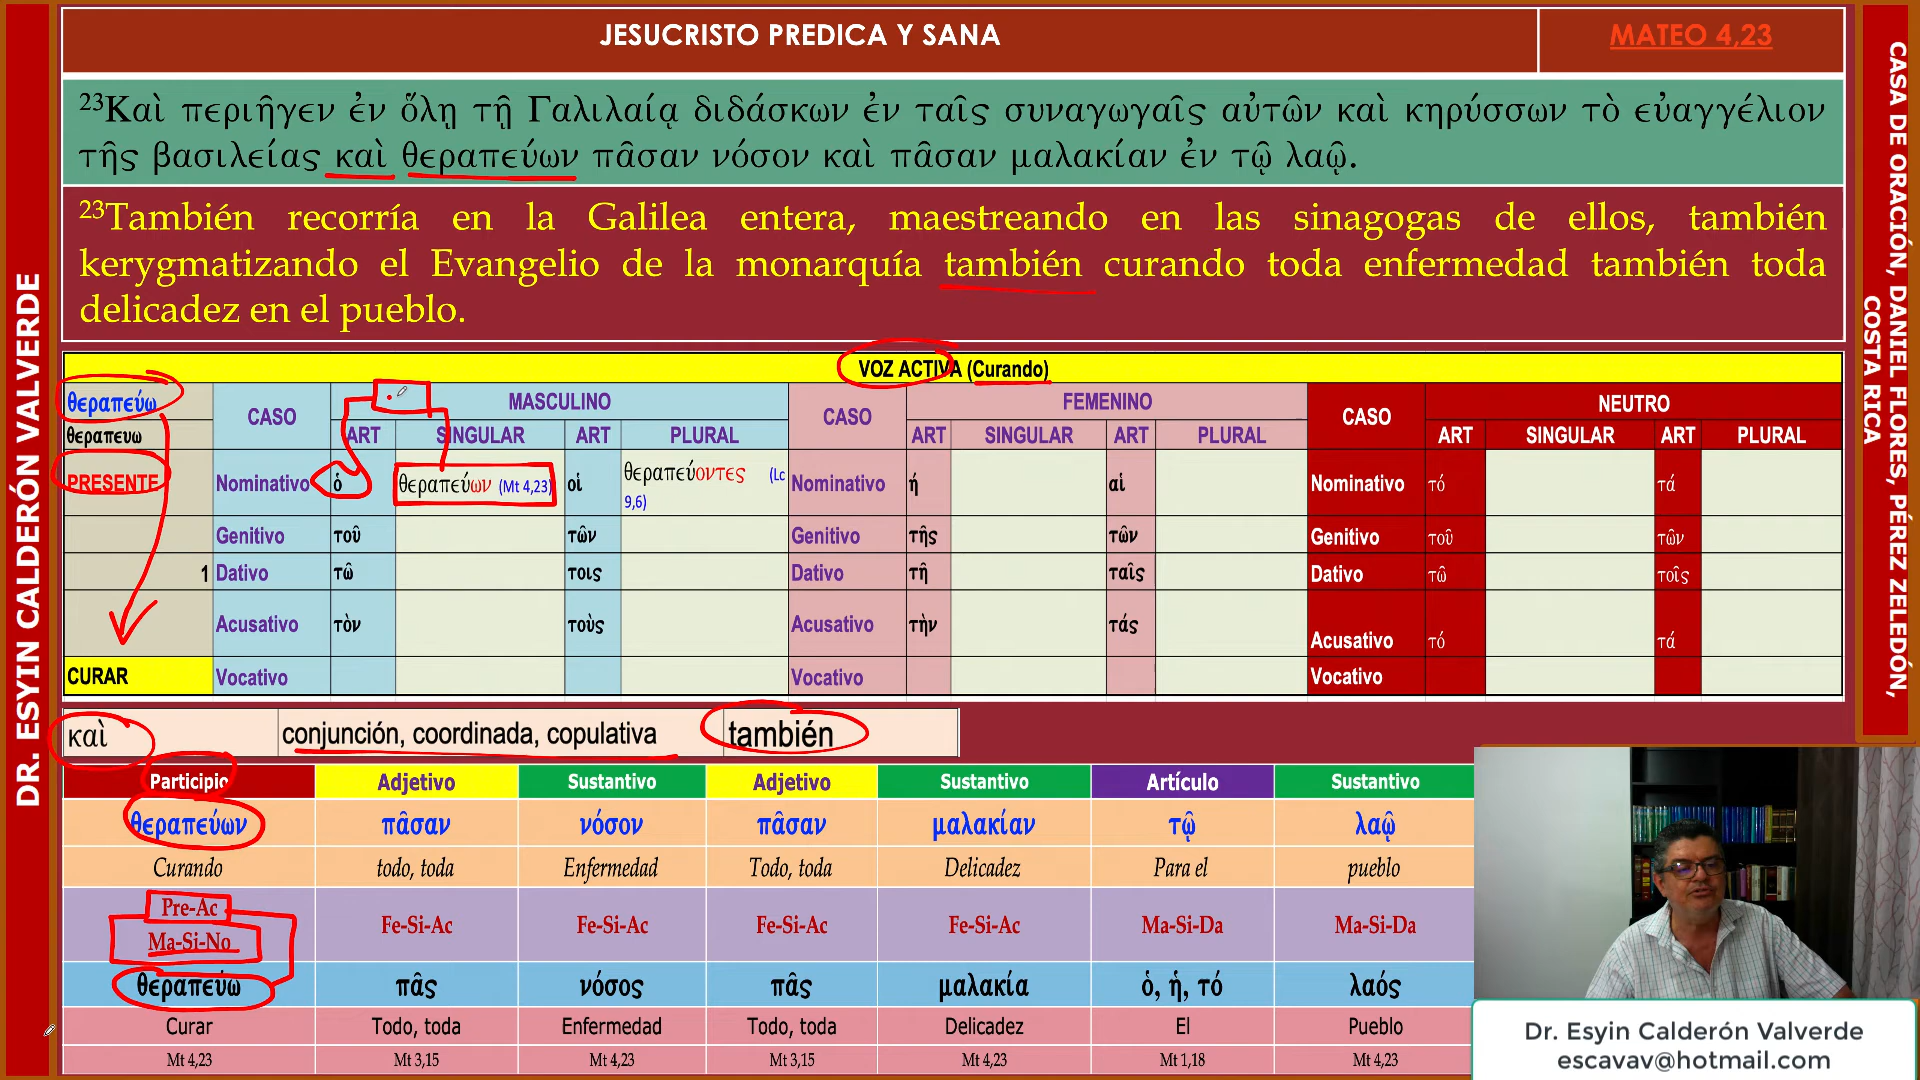 JESUCRISTO PREDICA Y SANA
MATEO 4,23
²³Καὶ περιῆγεν ἐν ὅλῃ τῇ Γαλιλαίᾳ διδάσκων ἐν ταῖς συναγωγαῖς αὐτῶν καὶ κηρύσσων τὸ εὐαγγέλιον
τῆς βασιλείας καὶ θεραπεύων πᾶσαν νόσον καὶ πᾶσαν μαλακίαν ἐν τῷ λαῷ.
²³También recorría en la Galilea entera, maestreando en las sinagogas de ellos, también
kerygmatizando el Evangelio de la monarquía también curando toda enfermedad también toda
delicadez en el pueblo.
VOZ ACTIVA (Curando)
θεραπεύω CASO MASCULINO CASO FEMENINO CASO NEUTRO
θεραπευω ART SINGULAR ART PLURAL ART SINGULAR ART PLURAL ART SINGULAR ART PLURAL
PRESENTE Nominativo ὁ θεραπεύων (Mt 4,23) οἱ θεραπεύοντες (Lc 9,6) Nominativo ἡ αἱ Nominativo τό τά
Genitivo τοῦ τῶν Genitivo τῆς τῶν Genitivo τοῦ τῶν
1 Dativo τῶ τοις Dativo τῆ ταῖς Dativo τῶ τοῖς
Acusativo τὸν τοὺς Acusativo τὴν τάς Acusativo τό τά
CURAR Vocativo Vocativo Vocativo
καὶ conjunción, coordinada, copulativa también
Participio Adjetivo Sustantivo Adjetivo Sustantivo Artículo Sustantivo
θεραπεύων πᾶσαν νόσον πᾶσαν μαλακίαν τῷ λαῷ
Curando todo, toda Enfermedad Todo, toda Delicadez Para el pueblo
Pre-Ac
Ma-Si-No Fe-Si-Ac Fe-Si-Ac Fe-Si-Ac Fe-Si-Ac Ma-Si-Da Ma-Si-Da
θεραπεύω πᾶς νόσος πᾶς μαλακία ὁ, ἡ, τό λαός
Curar Todo, toda Enfermedad Todo, toda Delicadez El Pueblo
Mt 4,23 Mt 3,15 Mt 4,23 Mt 3,15 Mt 4,23 Mt 1,18 Mt 4,23
DR. ESYIN CALDERÓN VALVERDE
CASA DE ORACIÓN, DANIEL FLORES, PÉREZ ZELEDÓN,
COSTA RICA
Dr. Esyin Calderón Valverde
escavav@hotmail.com